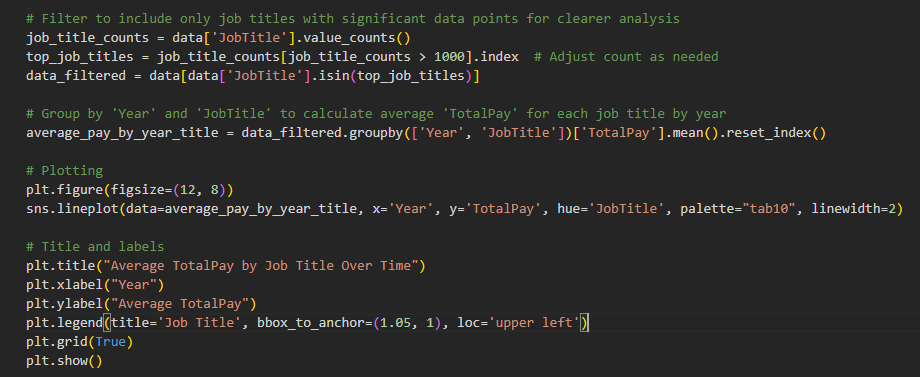 # Filter to include only job titles with significant data points for clearer analysis
job_title_counts = data['JobTitle'].value_counts()
top_job_titles = job_title_counts[job_title_counts > 1000].index  # Adjust count as needed
data_filtered = data[data['JobTitle'].isin(top_job_titles)]
# Group by 'Year' and 'JobTitle' to calculate average 'TotalPay' for each job title by year
average_pay_by_year_title = data_filtered.groupby(['Year', 'JobTitle'])['TotalPay'].mean().reset_index()
# Plotting
plt.figure(figsize=(12, 8))
sns.lineplot(data=average_pay_by_year_title, x='Year', y='TotalPay', hue='JobTitle', palette="tab10", linewidth=2)
# Title and labels
plt.title("Average TotalPay by Job Title Over Time")
plt.xlabel("Year")
plt.ylabel("Average TotalPay")
plt.legend(title='Job Title', bbox_to_anchor=(1.05, 1), loc='upper left')
plt.grid(True)
plt.show()